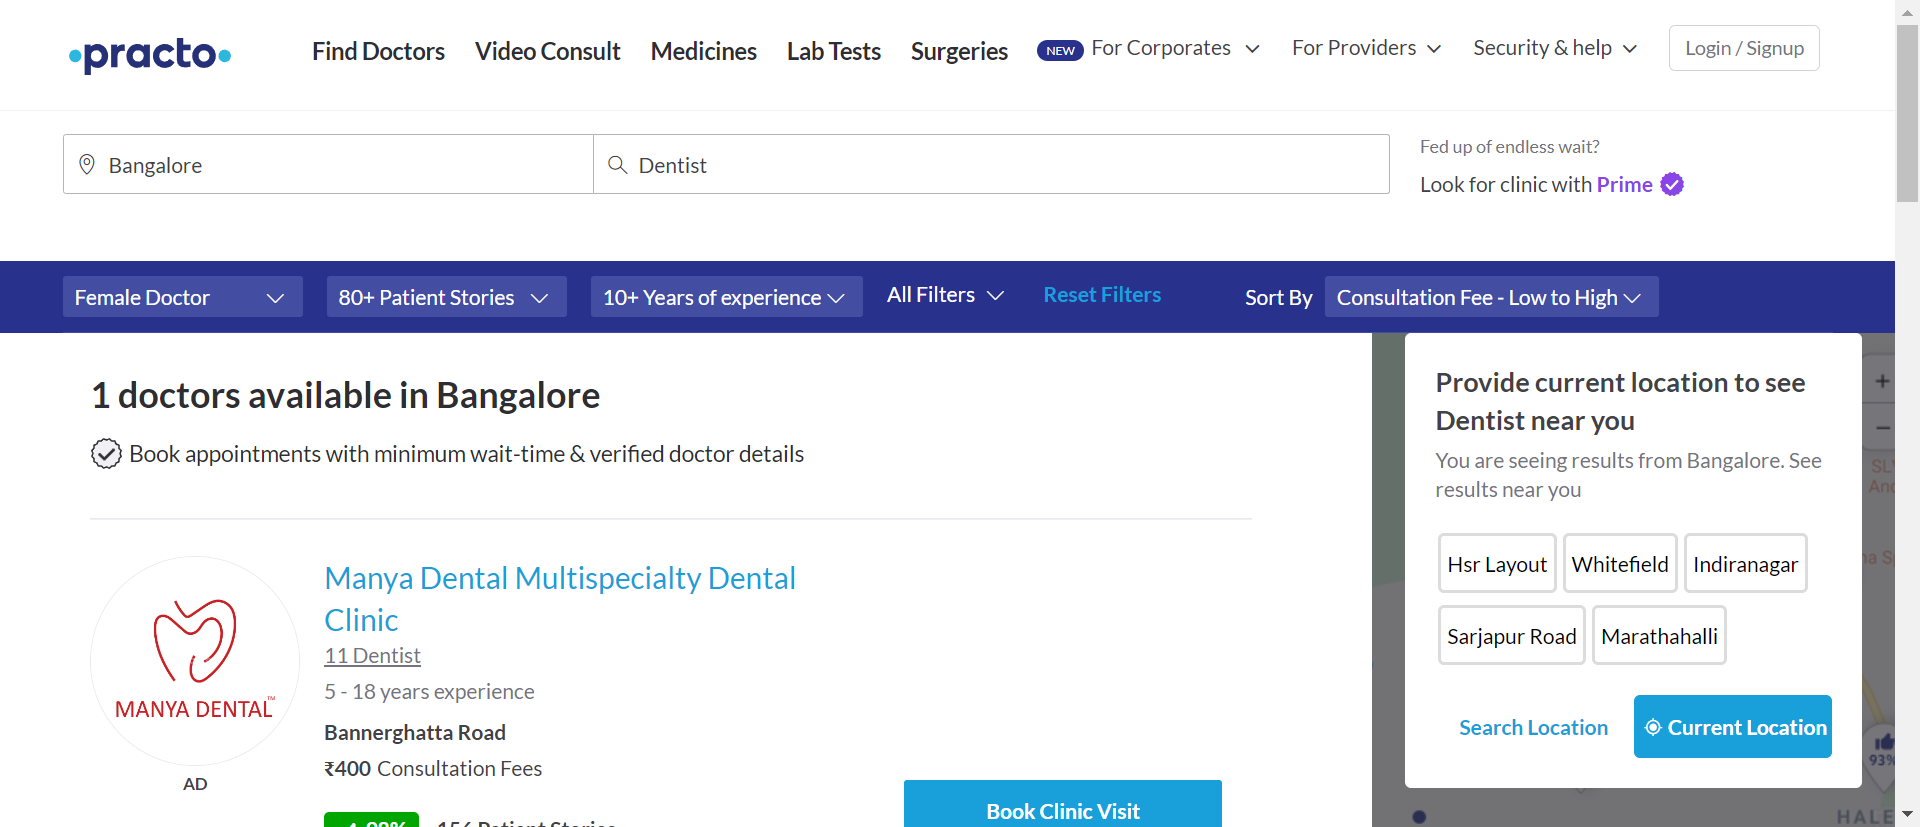 practo
Find Doctors
Video Consult
Medicines
Lab Tests
Surgeries
NEW
For Corporates
For Providers
Security & help
Login / Signup
Bangalore
Dentist
Fed up of endless wait?
Look for clinic with Prime
Female Doctor
80+ Patient Stories
10+ Years of experience
All Filters
Reset Filters
Sort By
Consultation Fee - Low to High
1 doctors available in Bangalore
Book appointments with minimum wait-time & verified doctor details
MANYA DENTAL™
AD
Manya Dental Multispecialty Dental
Clinic
11 Dentist
5 - 18 years experience
Bannerghatta Road
₹400 Consultation Fees
98%
156 Patient Stories
Book Clinic Visit
Provide current location to see
Dentist near you
You are seeing results from Bangalore. See
results near you
Hsr Layout
Whitefield
Indiranagar
Sarjapur Road
Marathahalli
Search Location
Current Location
+
−
93%